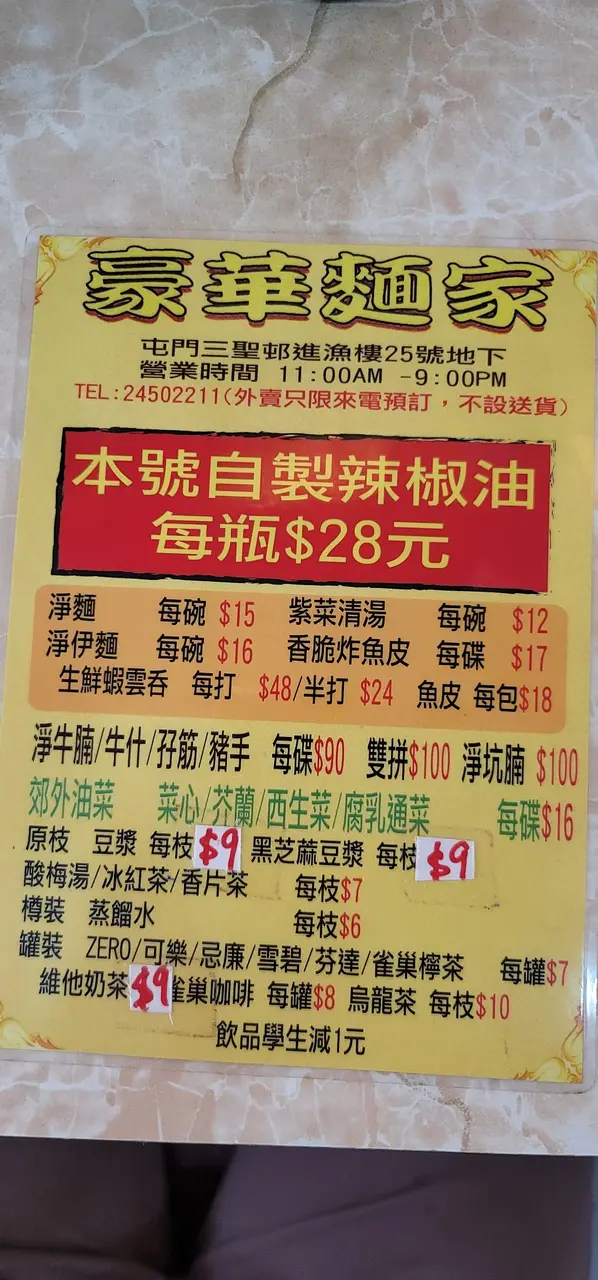 豪華麵家
屯門三聖邨進漁樓25號地下
營業時間 11:00AM -9:00PM
TEL:24502211(外賣只限來電預訂，不設送貨)
本號自製辣椒油
每瓶$28元
淨麵 每碗 $15 紫菜清湯 每碗 $12
淨伊麵 每碗 $16 香脆炸魚皮 每碟 $17
生鮮蝦雲吞 每打 $48/半打 $24 魚皮 每包$18
淨牛腩/牛什/孖筋/豬手 每碟$90 雙拼$100 淨坑腩 $100
郊外油菜 菜心/芥蘭/西生菜/腐乳通菜 每碟$16
原枝 豆漿 每枝$9 黑芝蔴豆漿 每枝$9
酸梅湯/冰紅茶/香片茶 每枝$7
樽裝 蒸餾水 每枝$6
罐裝 ZERO/可樂/忌廉/雪碧/芬達/雀巢檸茶 每罐$7
維他奶茶$9 雀巢咖啡 每罐$8 烏龍茶 每枝$10
飲品學生減1元